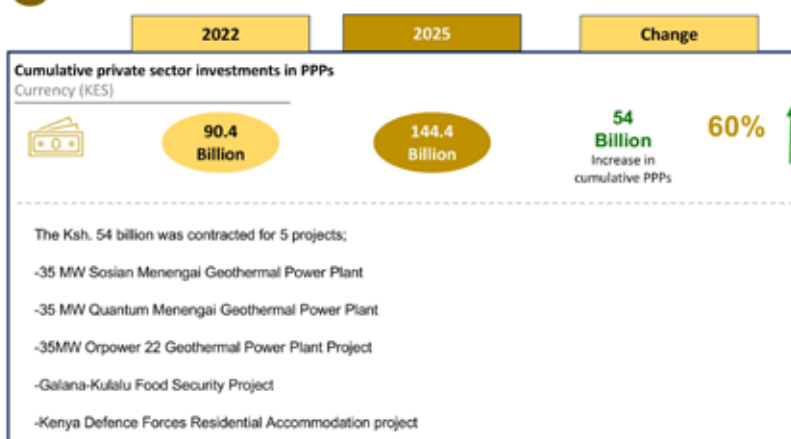 2022 2025 Change
Cumulative private sector investments in PPPs
Currency (KES)
90.4
Billion
144.4
Billion
54
Billion
Increase in
cumulative PPPs
60%
The Ksh. 54 billion was contracted for 5 projects;
-35 MW Sosian Menengai Geothermal Power Plant
-35 MW Quantum Menengai Geothermal Power Plant
-35MW Orpower 22 Geothermal Power Plant Project
-Galana-Kulalu Food Security Project
-Kenya Defence Forces Residential Accommodation project